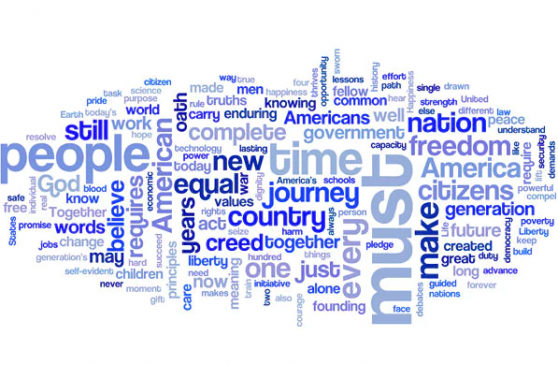 sworn
history
opportunity
thrives
lessons
effort
path
Happiness
single
drawn
citizen
way
true
four
task
science
made
men
happiness
fellow
hear
strength
United
pride
purpose
rule
truths
knowing
common
else
different
law
Earth
today's
world
oath
carry
enduring
Americans
well
nation
peace
resolve
still
work
hope
complete
government
understand
people
American
technology
lasting
time
capacity
freedom
like
security
demands
power
new
war
dignity
America's
schools
must
America
require
lift
God
blood
economic
today
equal
journey
citizens
powerful
compel
safe
individual
real
free
know
believe
requires
years
values
country
always
person
make
generation
poverty
Together
rights
act
seize
harm
every
life
future
democracy
Liberty
States
promise
words
may
succeed
creed
together
pledge
created
keep
jobs
change
principles
liberty
hundred
things
great
duty
build
generation's
self-evident
hard
need
now
meaning
one
just
long
advance
children
care
train
initiative
alone
guided
never
moment
makes
two
also
courage
founding
face
debates
nations
forever
gift